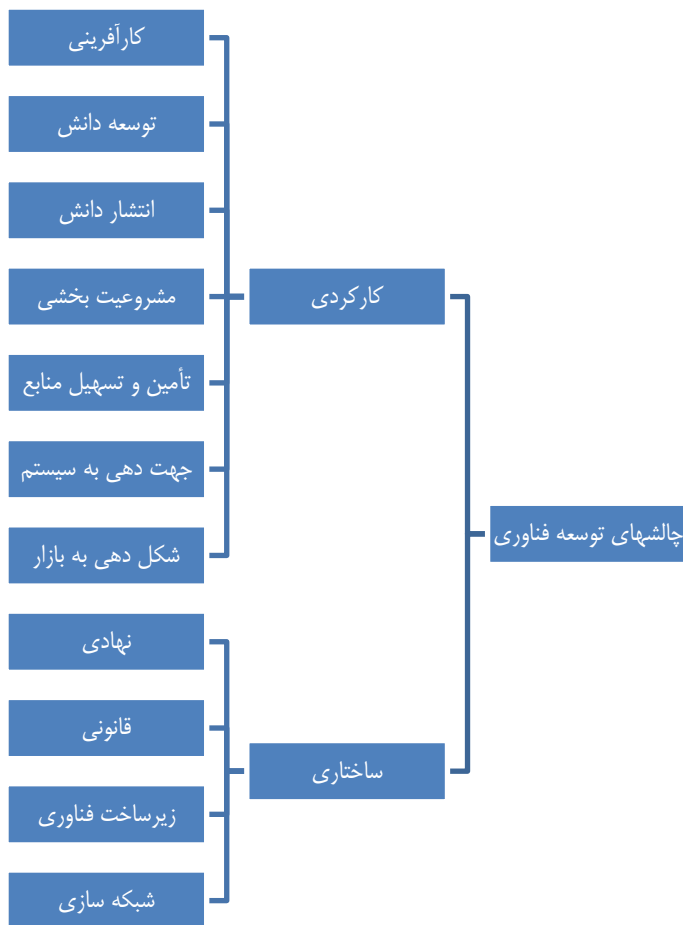 چالشهای توسعه فناوری
کارکردی
کارآفرینی
توسعه دانش
انتشار دانش
مشروعیت بخشی
تأمین و تسهیل منابع
جهت دهی به سیستم
شکل دهی به بازار
ساختاری
نهادی
قانونی
زیرساخت فناوری
شبکه سازی